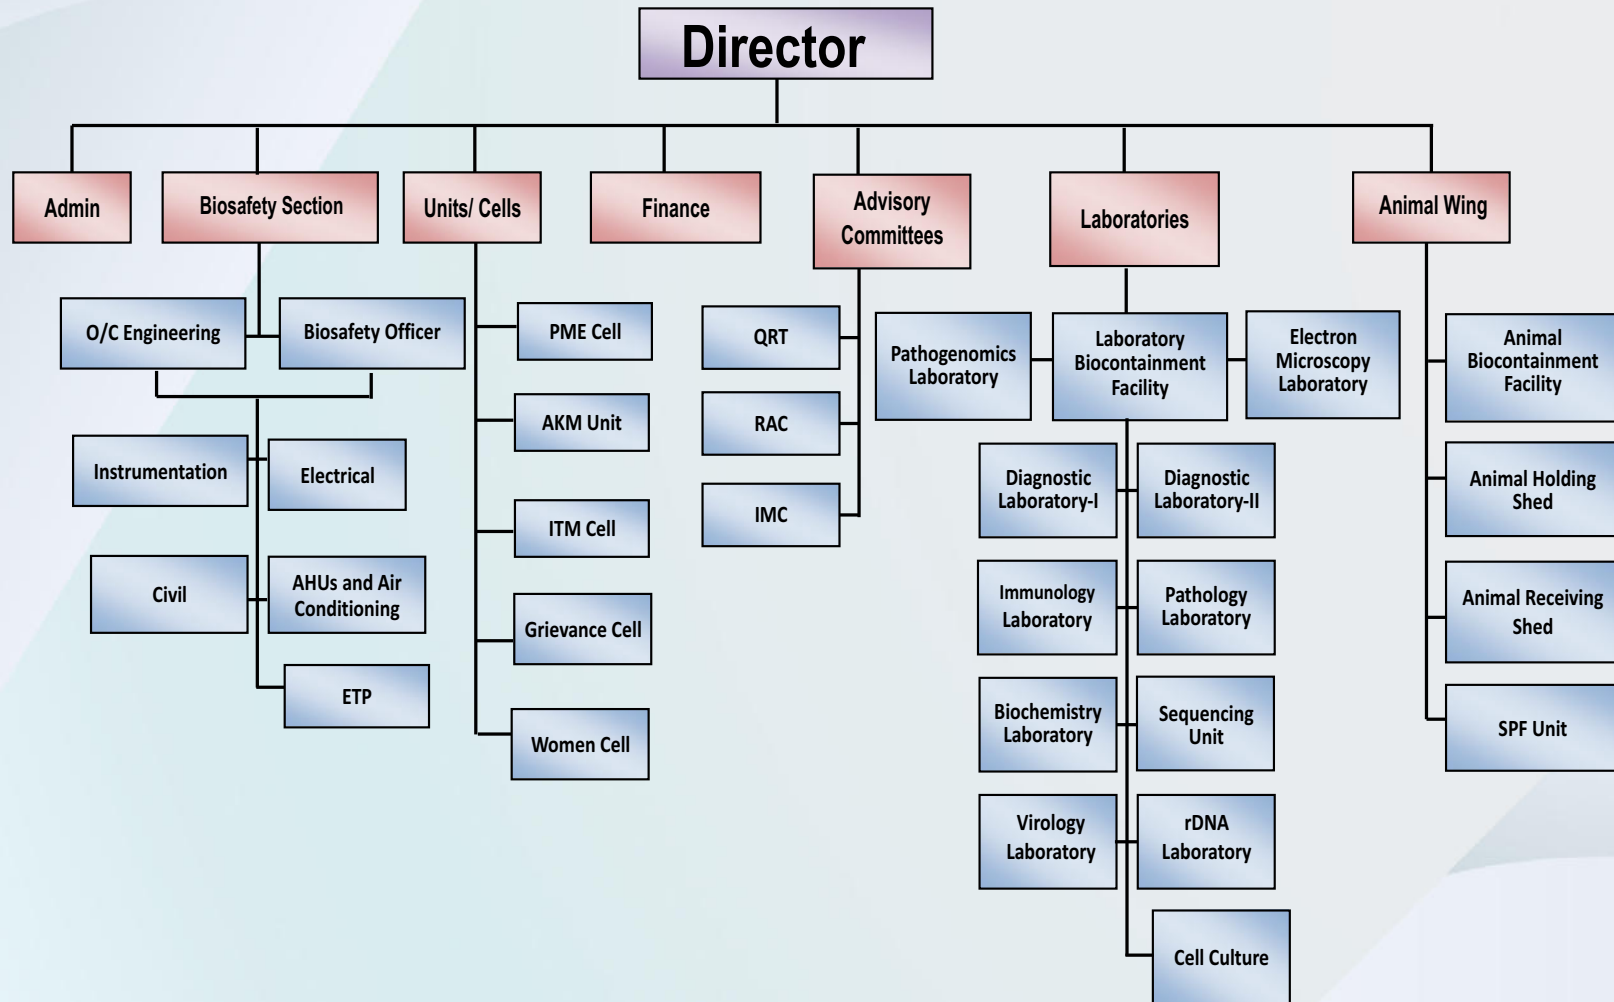 Director
Admin
Biosafety Section
Units/ Cells
Finance
Advisory
Committees
Laboratories
Animal Wing
O/C Engineering
Biosafety Officer
Instrumentation
Electrical
Civil
AHUs and Air
Conditioning
ETP
PME Cell
AKM Unit
ITM Cell
Grievance Cell
Women Cell
QRT
RAC
IMC
Pathogenomics
Laboratory
Laboratory
Biocontainment
Facility
Electron
Microscopy
Laboratory
Diagnostic
Laboratory-I
Diagnostic
Laboratory-II
Immunology
Laboratory
Pathology
Laboratory
Biochemistry
Laboratory
Sequencing
Unit
Virology
Laboratory
rDNA
Laboratory
Cell Culture
Animal
Biocontainment
Facility
Animal Holding
Shed
Animal Receiving
Shed
SPF Unit